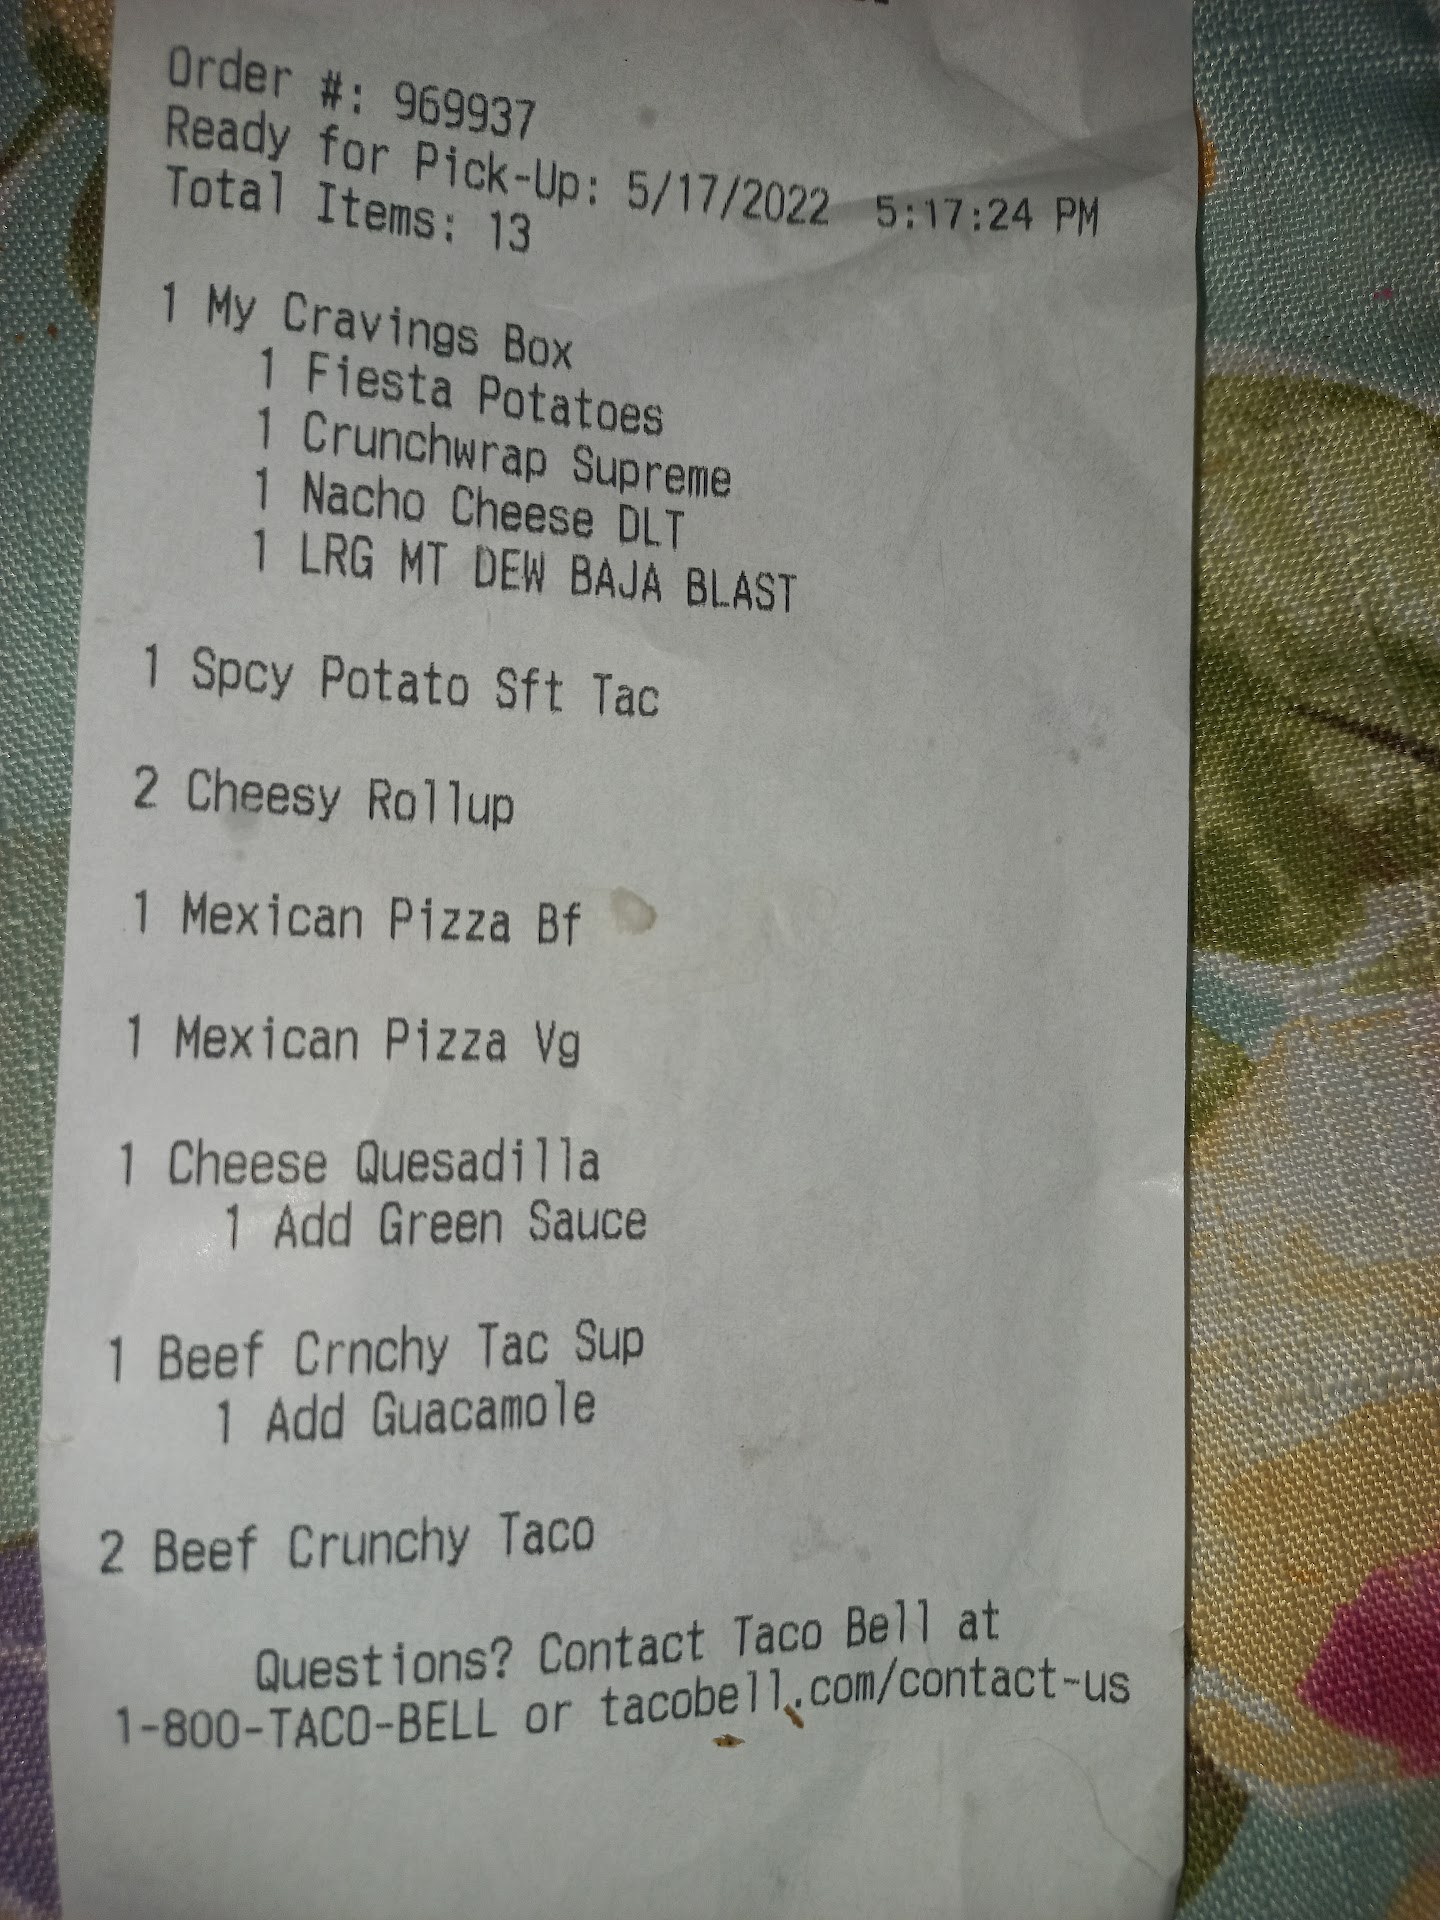 Order #: 969937
Ready for Pick-Up: 5/17/2022 5:17:24 PM
Total Items: 13
1 My Cravings Box
1 Fiesta Potatoes
1 Crunchwrap Supreme
1 Nacho Cheese DLT
1 LRG MT DEW BAJA BLAST
1 Spcy Potato Sft Tac
2 Cheesy Rollup
1 Mexican Pizza Bf
1 Mexican Pizza Vg
1 Cheese Quesadilla
1 Add Green Sauce
1 Beef Crnchy Tac Sup
1 Add Guacamole
2 Beef Crunchy Taco
Questions? Contact Taco Bell at
1-800-TACO-BELL or tacobell.com/contact-us